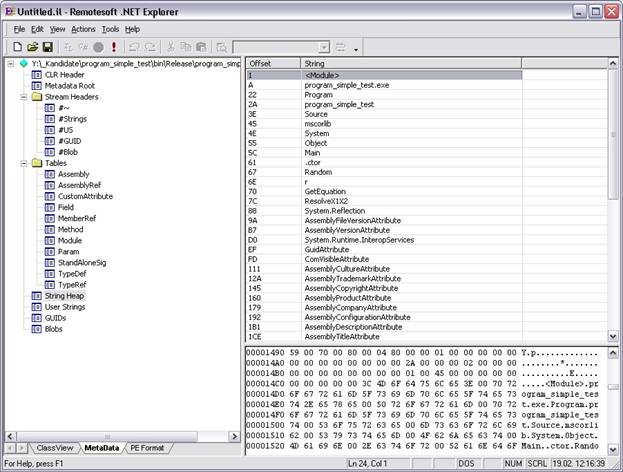 Untitled.il - Remotesoft .NET Explorer
File Edit View Actions Tools Help
Y:\_Kandidate\program_simple_test\bin\Release\program_simp
CLR Header
Metadata Root
Stream Headers
#~
#Strings
#US
#GUID
#Blob
Tables
Assembly
AssemblyRef
CustomAttribute
Field
MemberRef
Method
Module
Param
StandAloneSig
TypeDef
TypeRef
String Heap
User Strings
GUIDs
Blobs
ClassView MetaData PE Format
Offset String
1 <Module>
A program_simple_test.exe
22 Program
2A program_simple_test
3E Source
45 mscorlib
4E System
55 Object
5C Main
61 .ctor
67 Random
6E r
70 GetEquation
7C ResolveX1X2
88 System.Reflection
9A AssemblyFileVersionAttribute
B7 AssemblyVersionAttribute
D0 System.Runtime.InteropServices
EF GuidAttribute
FD ComVisibleAttribute
111 AssemblyCultureAttribute
12A AssemblyTrademarkAttribute
145 AssemblyCopyrightAttribute
160 AssemblyProductAttribute
179 AssemblyCompanyAttribute
192 AssemblyConfigurationAttribute
1B1 AssemblyDescriptionAttribute
1CE AssemblyTitleAttribute
00001490 59 00 70 00 80 00 04 80 00 00 01 00 00 00 00 00 Y.p.............
000014A0 00 00 00 00 00 00 00 00 2A 00 00 00 02 00 00 00 ........*.......
000014B0 00 00 00 00 00 00 00 00 01 00 45 00 00 00 00 00 ..........E.....
000014C0 00 00 00 00 00 3C 4D 6F 64 75 6C 65 3E 00 70 72 .....<Module>.pr
000014D0 6F 67 72 61 6D 5F 73 69 6D 70 6C 65 5F 74 65 73 ogram_simple_tes
000014E0 74 2E 65 78 65 00 50 72 6F 67 72 61 6D 00 70 72 t.exe.Program.pr
000014F0 6F 67 72 61 6D 5F 73 69 6D 70 6C 65 5F 74 65 73 ogram_simple_tes
00001500 74 00 53 6F 75 72 63 65 00 6D 73 63 6F 72 6C 69 t.Source.mscorli
00001510 62 00 53 79 73 74 65 6D 00 4F 62 6A 65 63 74 00 b.System.Object.
00001520 4D 61 69 6E 00 2E 63 74 6F 72 00 52 61 6E 64 6F Main..ctor.Rando
For Help, press F1 Ln 24, Col 1 DOS NUM SCRL 19.02 12:16:39